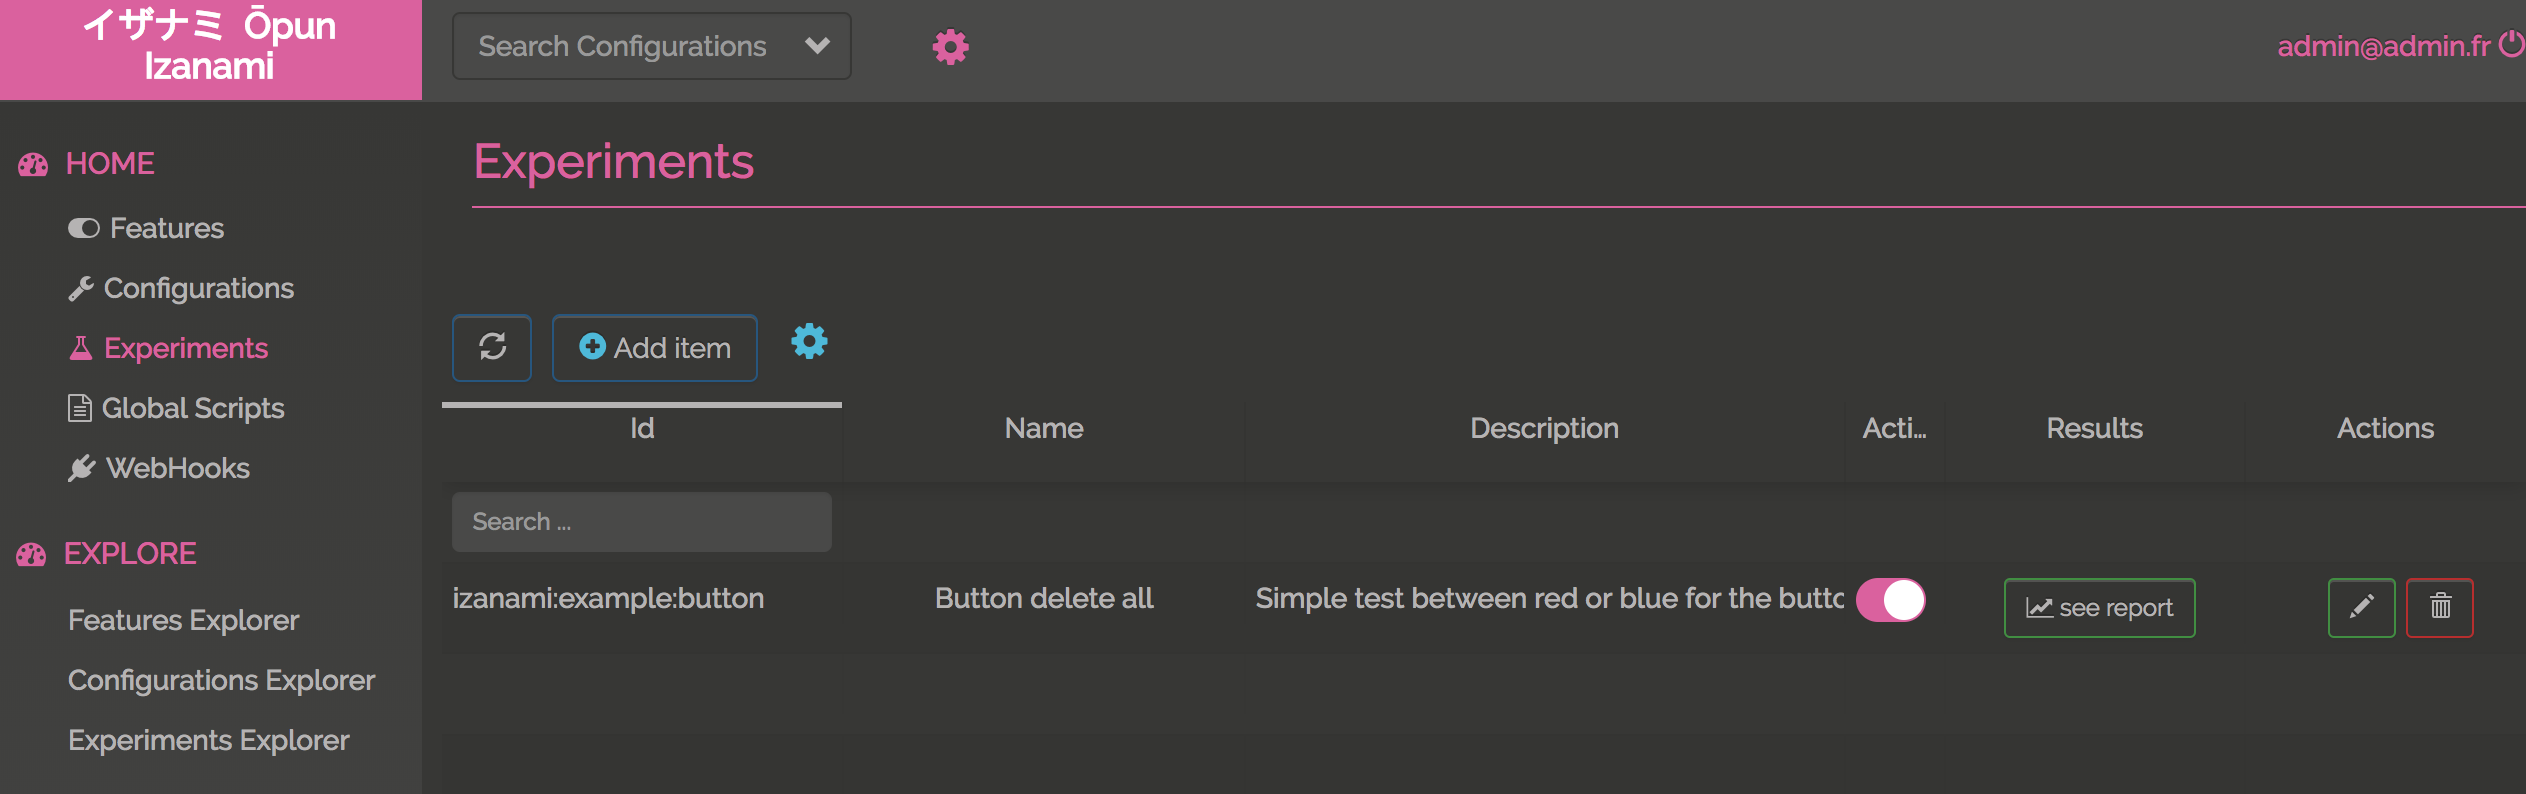 イザナミ Ōpun
Izanami
Search Configurations
admin@admin.fr
HOME
Features
Configurations
Experiments
Global Scripts
WebHooks
EXPLORE
Features Explorer
Configurations Explorer
Experiments Explorer
Experiments
Add item
Id Name Description Acti... Results Actions
Search ...
izanami:example:button Button delete all Simple test between red or blue for the butto see report